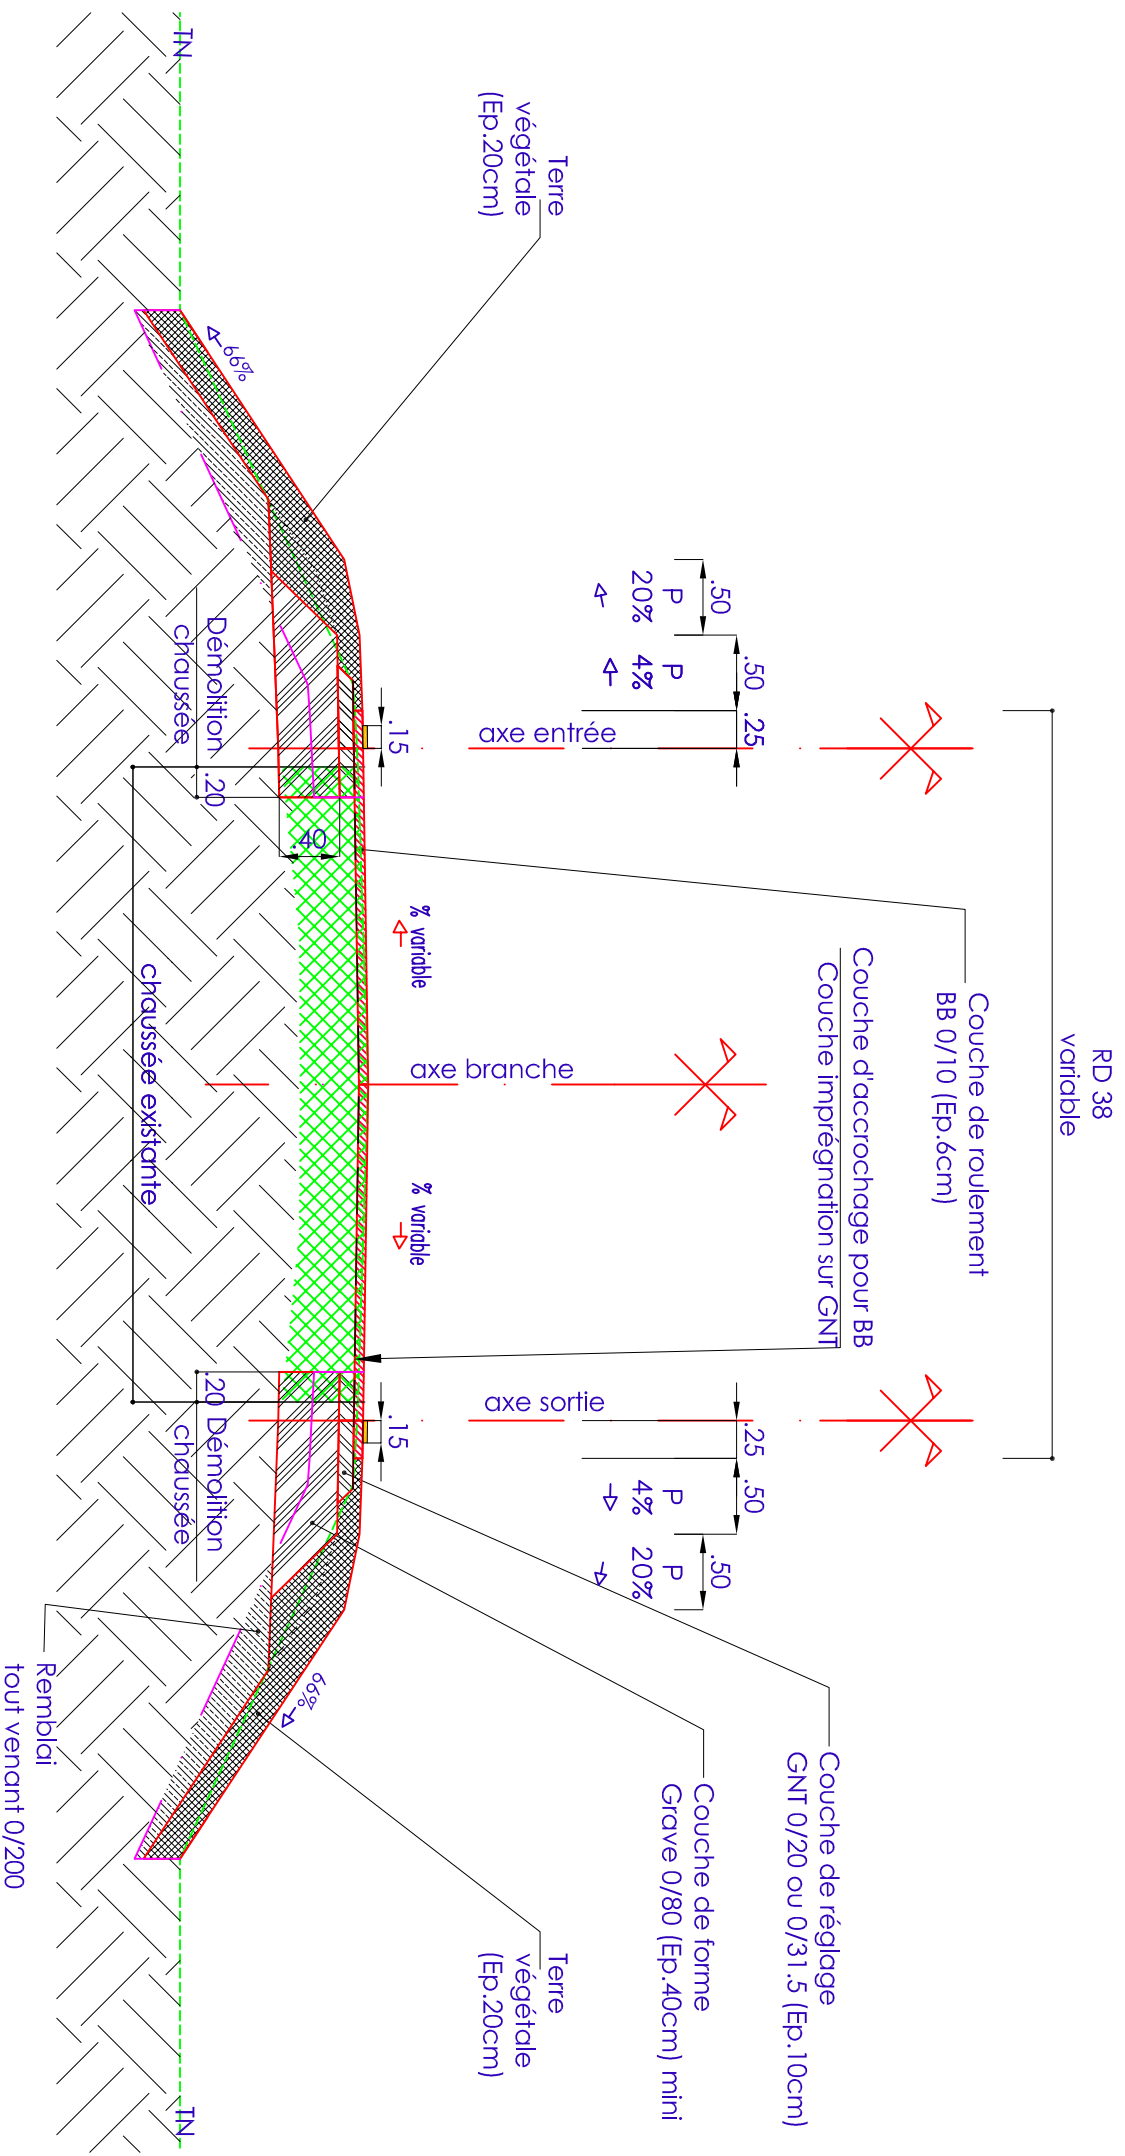 RD 38
variable
Couche de roulement
BB 0/10 (Ep.6cm)
Couche d'accrochage pour BB
Couche imprégnation sur GNT
Couche de réglage
GNT 0/20 ou 0/31.5 (Ep.10cm)
Couche de forme
Grave 0/80 (Ep.40cm) mini
.50
.25
.25
.50
.50
.50
P
20%
P
4%
P
4%
P
20%
axe entrée
axe branche
axe sortie
Terre
végétale
(Ep.20cm)
Terre
végétale
(Ep.20cm)
% variable
% variable
.15
.15
.40
66%
66%
TN
TN
Démolition
chaussée
.20
.20
Démolition
chaussée
chaussée existante
Remblai
tout venant 0/200